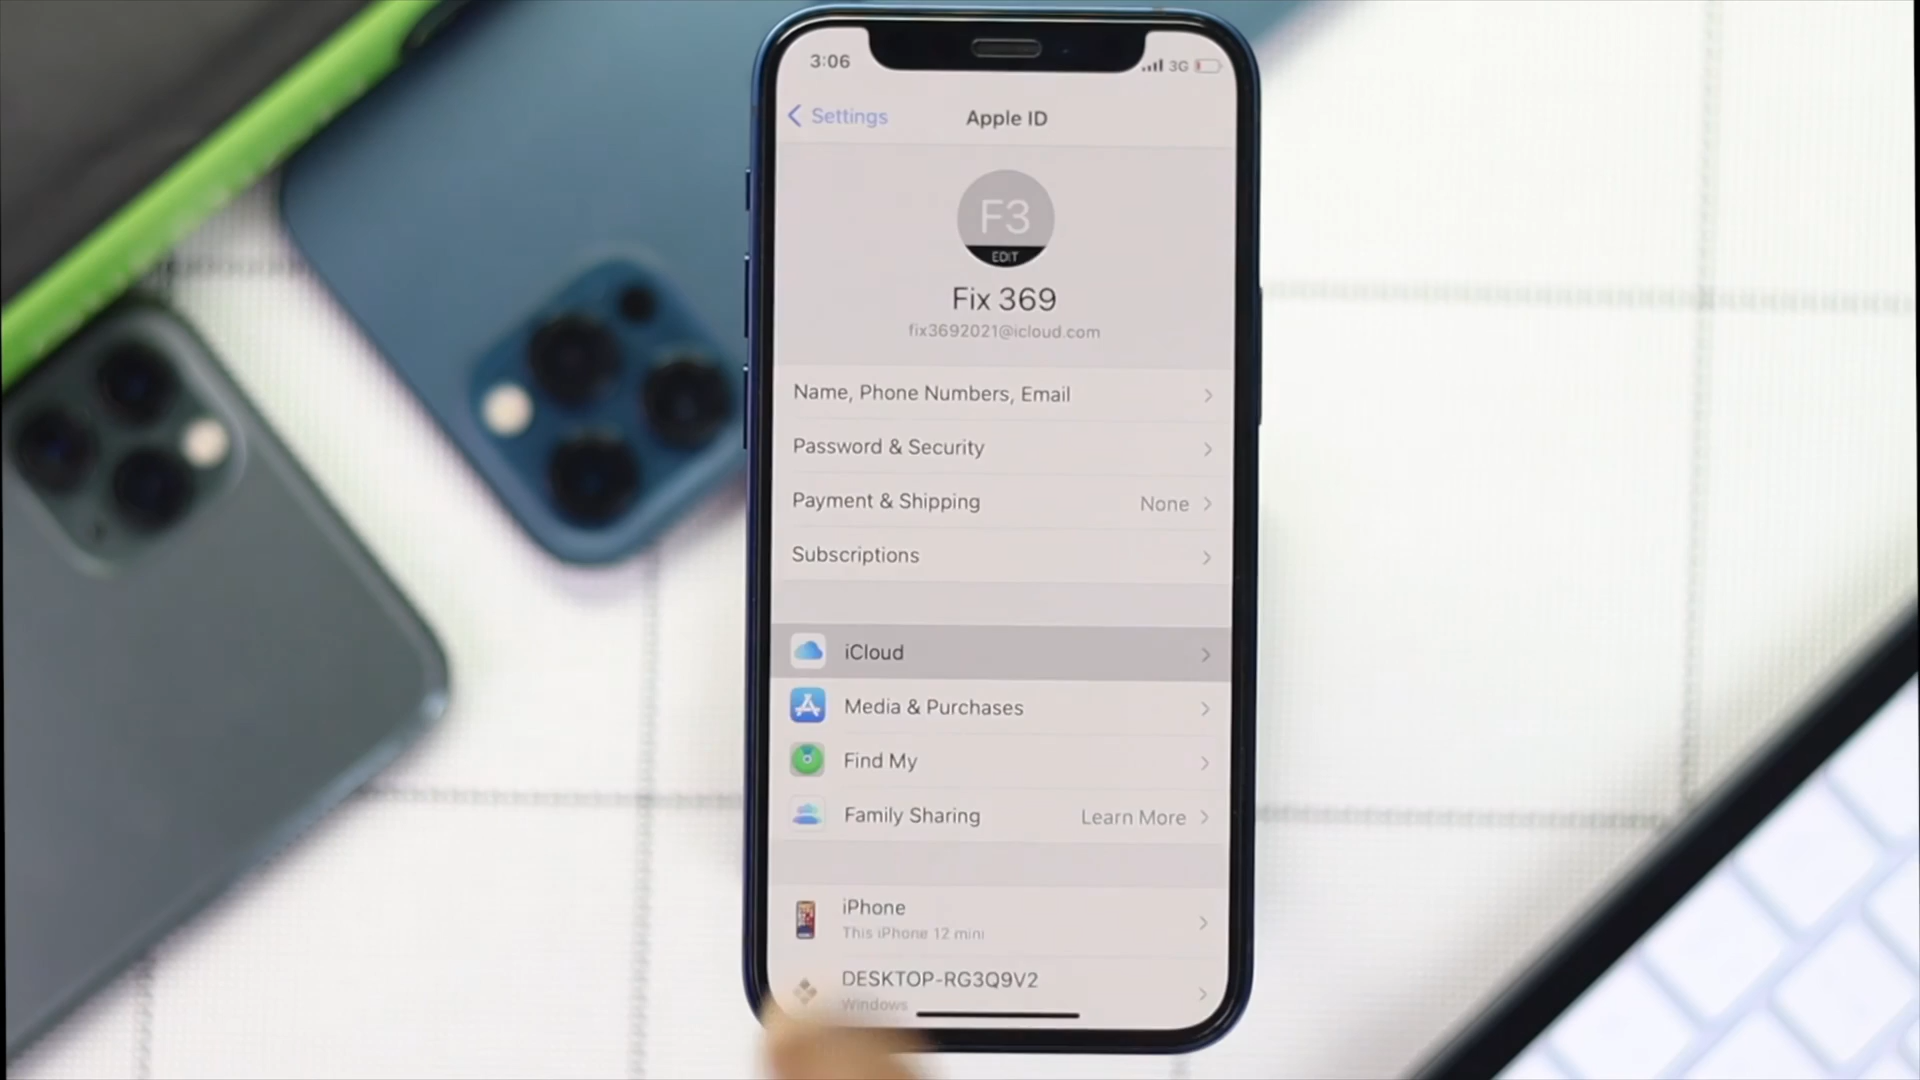 3:06
3G
Settings
Apple ID
F3
EDIT
Fix 369
fix3692021@icloud.com
Name, Phone Numbers, Email
Password & Security
Payment & Shipping None
Subscriptions
iCloud
Media & Purchases
Find My
Family Sharing Learn More
iPhone
This iPhone 12 mini
DESKTOP-RG3Q9V2
Windows